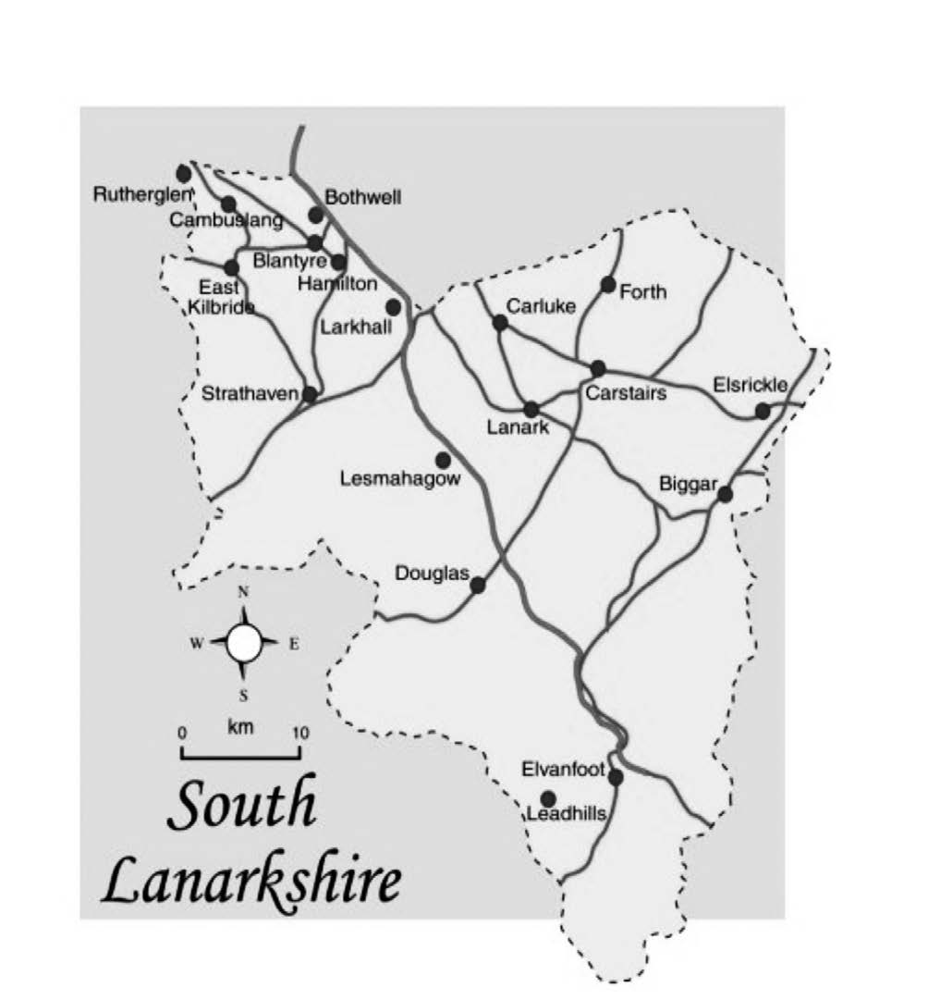 Bothwell
Rutherglen
Cambuslang
Blantyre
Hamilton
East
Kilbride
Larkhall
Carluke
Forth
Strathaven
Carstairs
Elsrickle
Lanark
Lesmahagow
Biggar
Douglas
N
W E
S
km
0 10
Elvanfoot
Leadhills
South
Lanarkshire